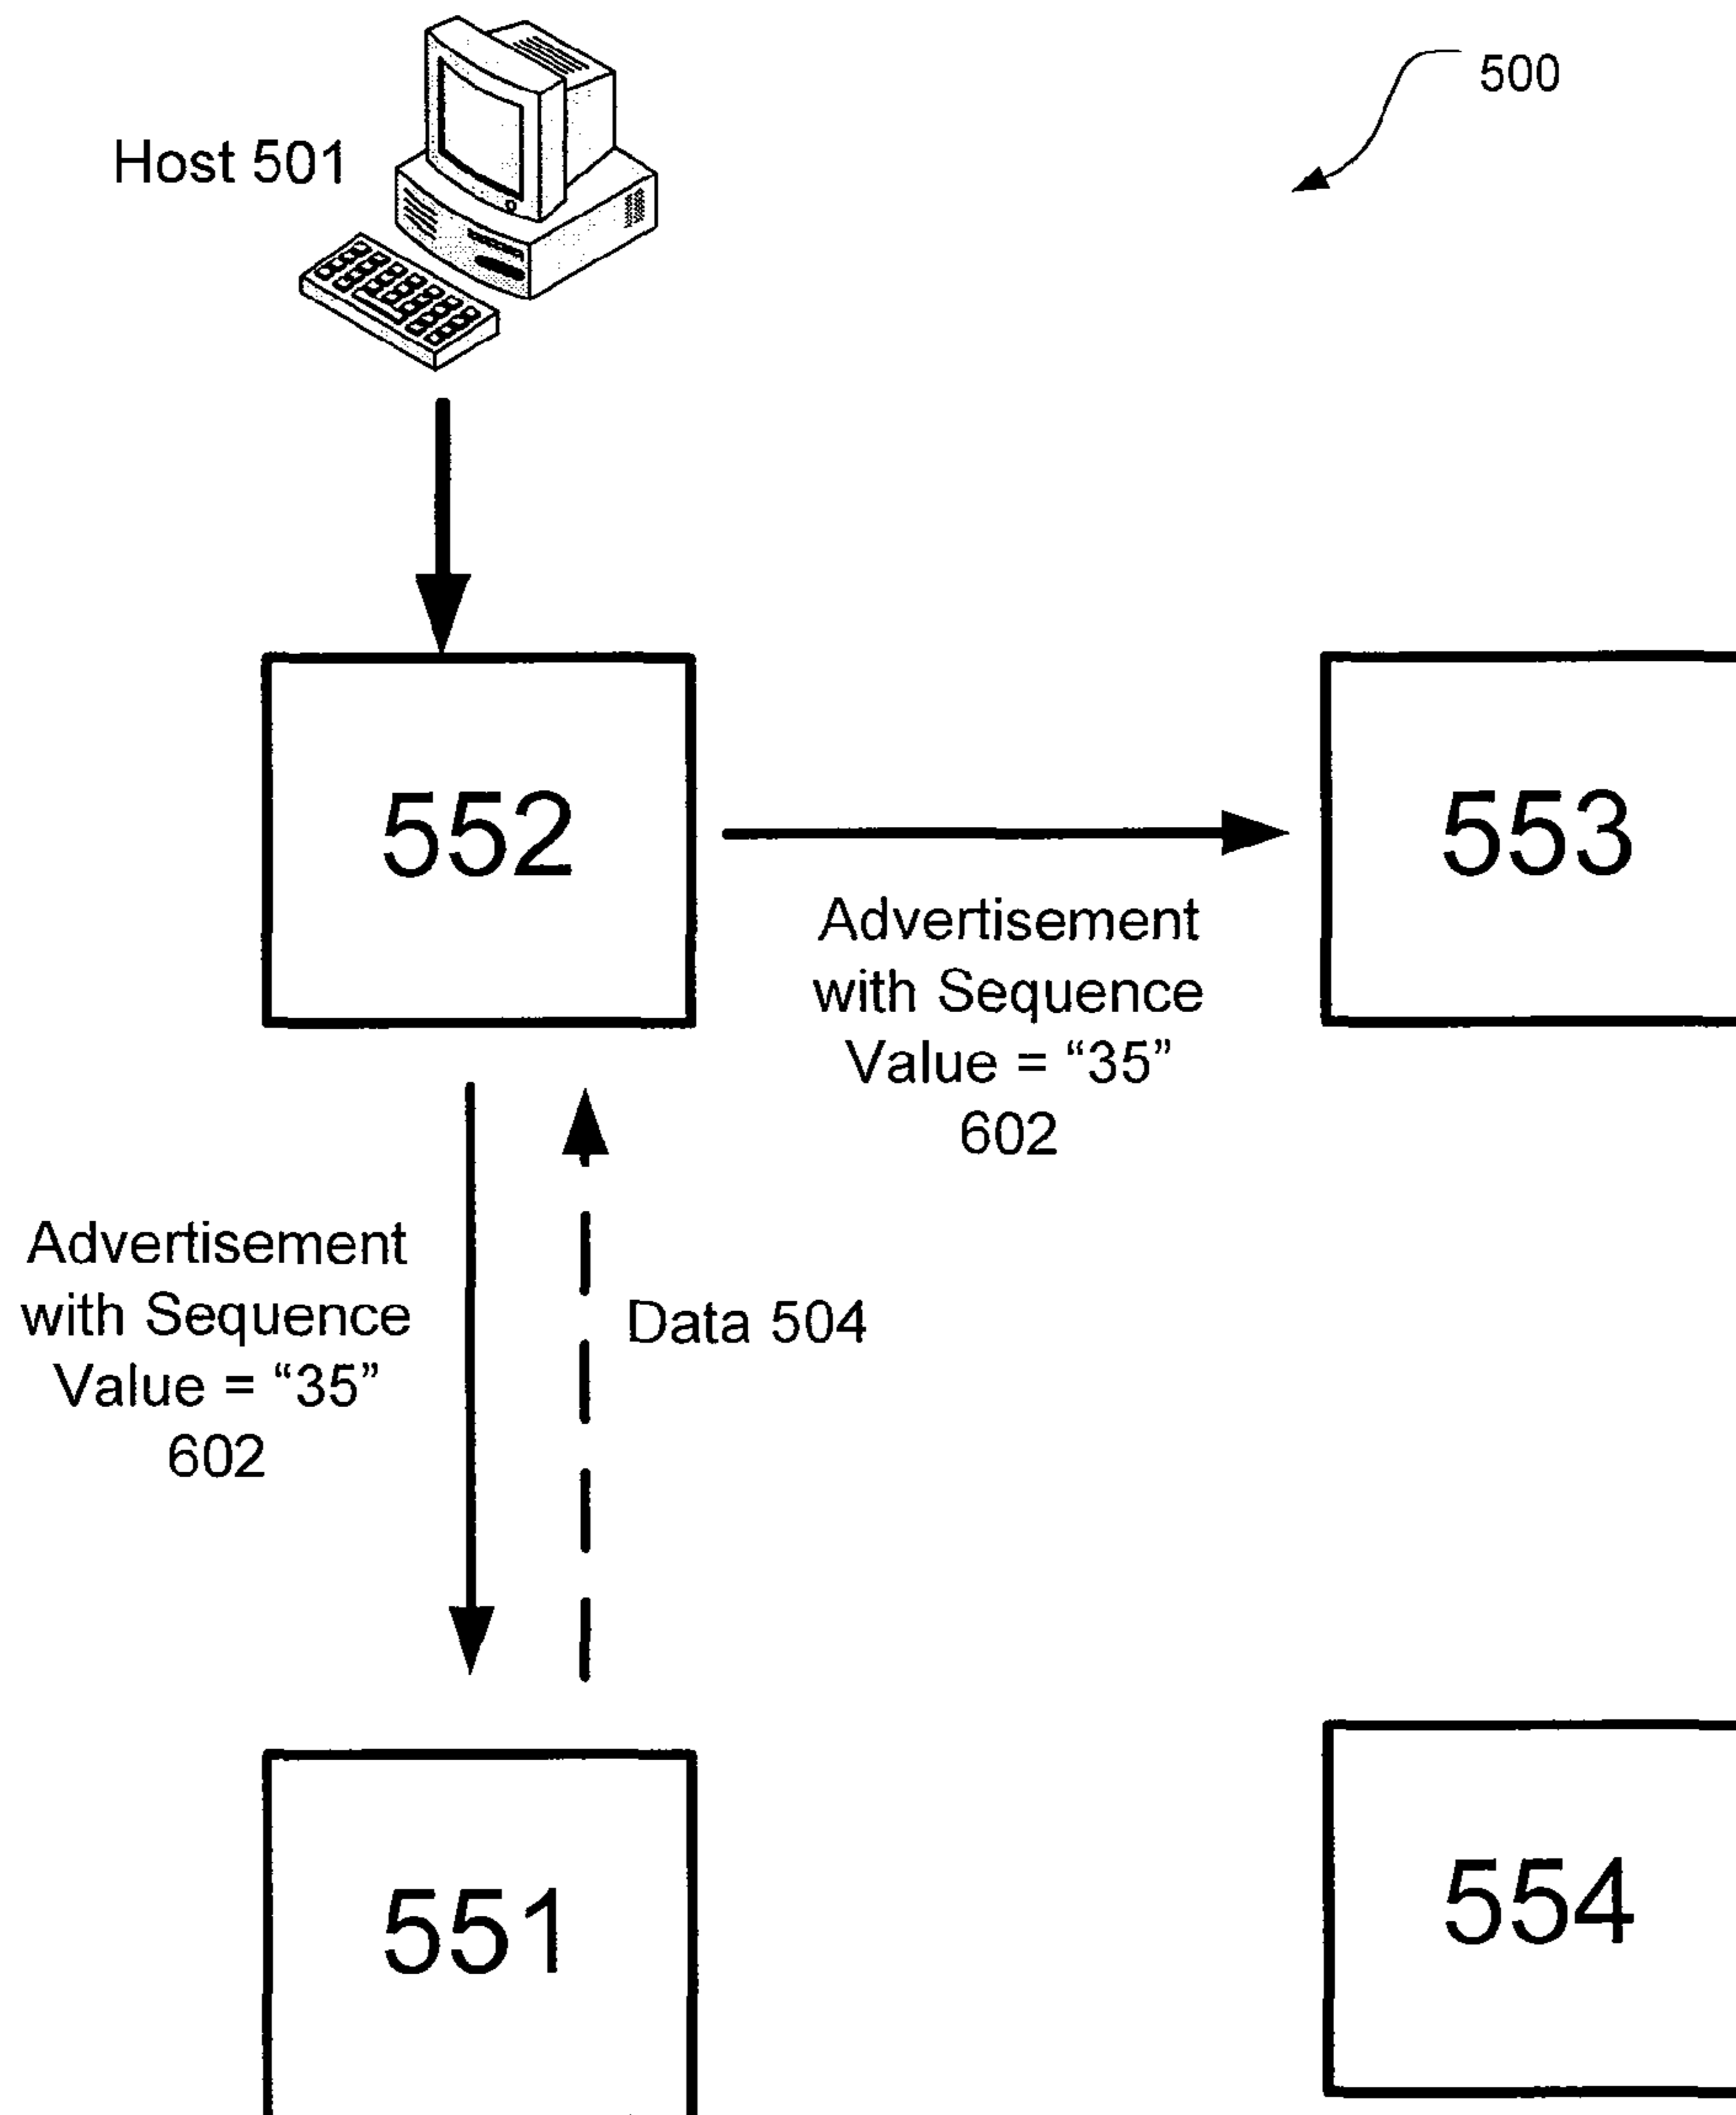 500
Host 501
552
553
Advertisement
with Sequence
Value = “35”
602
Advertisement
with Sequence
Value = “35”
602
Data 504
551
554